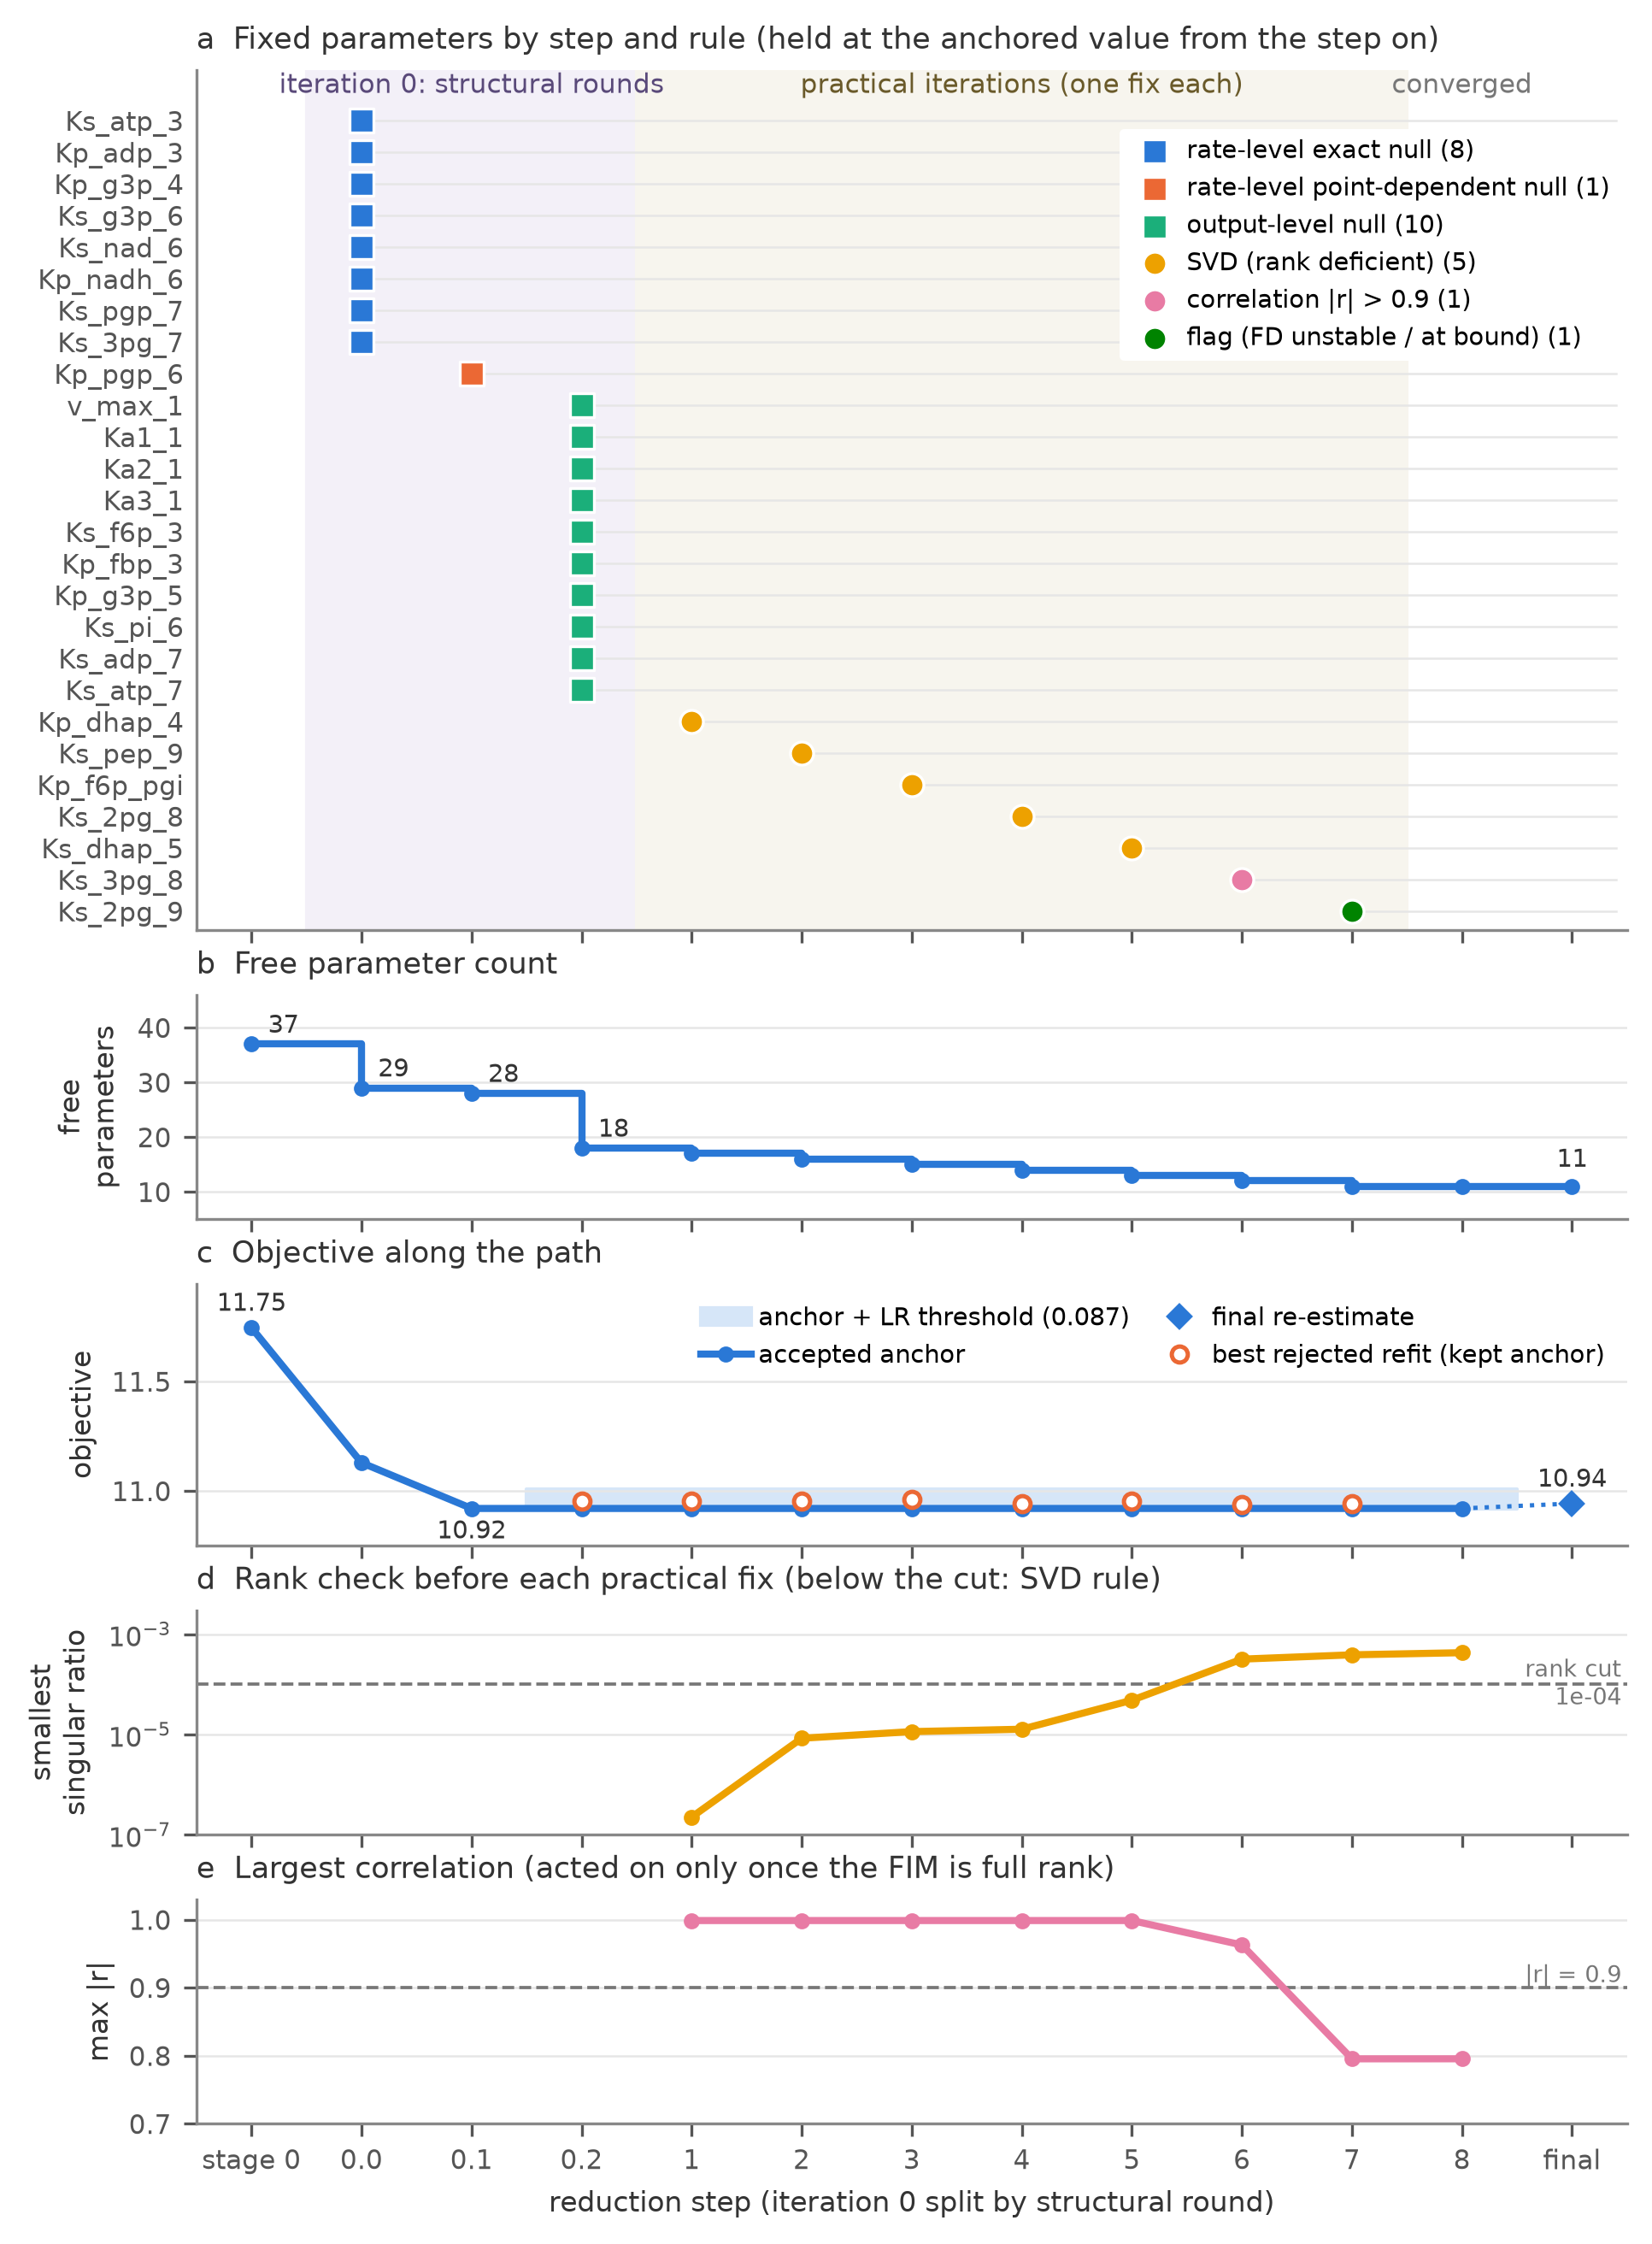 a Fixed parameters by step and rule (held at the anchored value from the step on)
iteration 0: structural rounds
practical iterations (one fix each)
converged
Ks_atp_3
Kp_adp_3
Kp_g3p_4
Ks_g3p_6
Ks_nad_6
Kp_nadh_6
Ks_pgp_7
Ks_3pg_7
Kp_pgp_6
v_max_1
Ka1_1
Ka2_1
Ka3_1
Ks_f6p_3
Kp_fbp_3
Kp_g3p_5
Ks_pi_6
Ks_adp_7
Ks_atp_7
Kp_dhap_4
Ks_pep_9
Kp_f6p_pgi
Ks_2pg_8
Ks_dhap_5
Ks_3pg_8
Ks_2pg_9
rate-level exact null (8)
rate-level point-dependent null (1)
output-level null (10)
SVD (rank deficient) (5)
correlation |r| > 0.9 (1)
flag (FD unstable / at bound) (1)
b Free parameter count
free
parameters
40
30
20
10
37
29
28
18
11
c Objective along the path
objective
11.5
11.0
11.75
10.92
10.94
anchor + LR threshold (0.087)
accepted anchor
final re-estimate
best rejected refit (kept anchor)
d Rank check before each practical fix (below the cut: SVD rule)
smallest
singular ratio
10⁻³
10⁻⁵
10⁻⁷
rank cut
1e-04
e Largest correlation (acted on only once the FIM is full rank)
max |r|
1.0
0.9
0.8
0.7
|r| = 0.9
stage 0 0.0 0.1 0.2 1 2 3 4 5 6 7 8 final
reduction step (iteration 0 split by structural round)